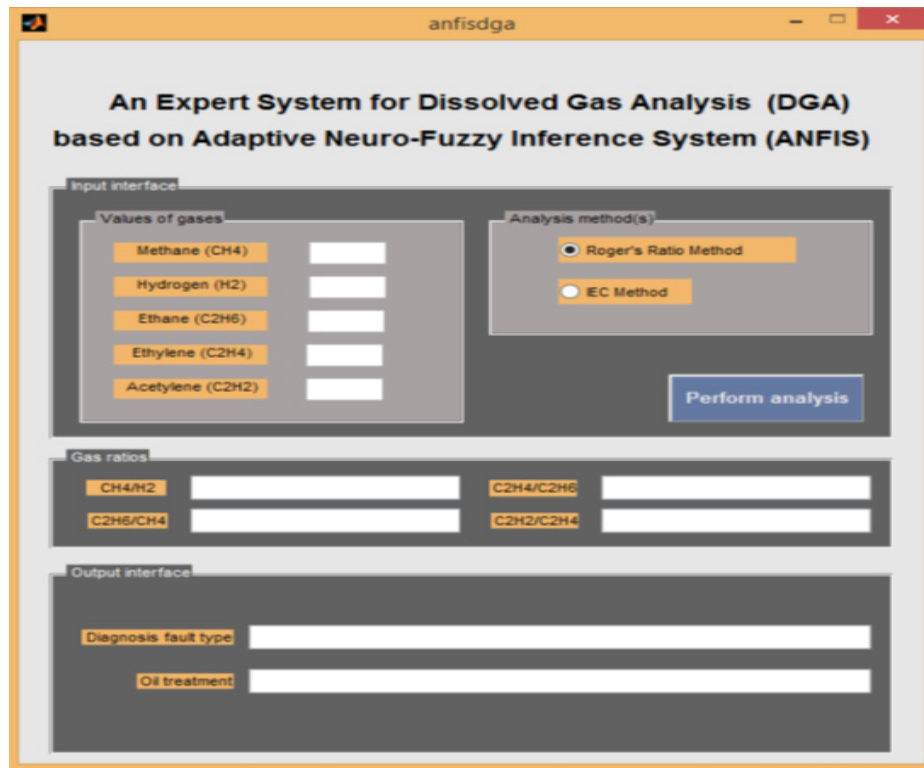 anfisdga
An Expert System for Dissolved Gas Analysis (DGA)
based on Adaptive Neuro-Fuzzy Inference System (ANFIS)
Input interface
Values of gases
Methane (CH4)
Hydrogen (H2)
Ethane (C2H6)
Ethylene (C2H4)
Acetylene (C2H2)
Analysis method(s)
Roger's Ratio Method
IEC Method
Perform analysis
Gas ratios
CH4/H2
C2H4/C2H6
C2H6/CH4
C2H2/C2H4
Output interface
Diagnosis fault type
Oil treatment